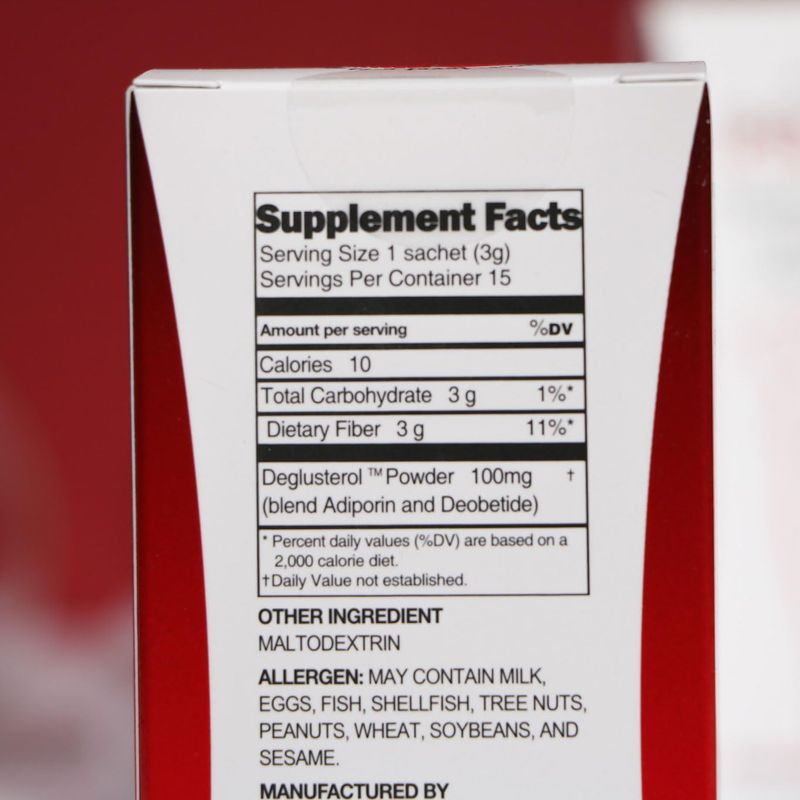 Supplement Facts
Serving Size 1 sachet (3g)
Servings Per Container 15
Amount per serving %DV
Calories 10
Total Carbohydrate 3 g 1%*
Dietary Fiber 3 g 11%*
Deglusterol™ Powder 100mg †
(blend Adiporin and Deobetide)
* Percent daily values (%DV) are based on a
2,000 calorie diet.
†Daily Value not established.
OTHER INGREDIENT
MALTODEXTRIN
ALLERGEN: MAY CONTAIN MILK,
EGGS, FISH, SHELLFISH, TREE NUTS,
PEANUTS, WHEAT, SOYBEANS, AND
SESAME.
MANUFACTURED BY